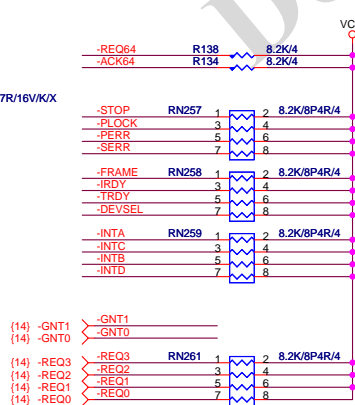 VC
-REQ64 R138 8.2K/4
-ACK64 R134 8.2K/4
7R/16V/K/X
-STOP RN257 1 2 8.2K/8P4R/4
-PLOCK 3 4
-PERR 5 6
-SERR 7 8
-FRAME RN258 1 2 8.2K/8P4R/4
-IRDY 3 4
-TRDY 5 6
-DEVSEL 7 8
-INTA RN259 1 2 8.2K/8P4R/4
-INTC 3 4
-INTB 5 6
-INTD 7 8
{14} -GNT1 -GNT1
{14} -GNT0 -GNT0
{14} -REQ3 -REQ3 RN261 1 2 8.2K/8P4R/4
{14} -REQ2 -REQ2 3 4
{14} -REQ1 -REQ1 5 6
{14} -REQ0 -REQ0 7 8